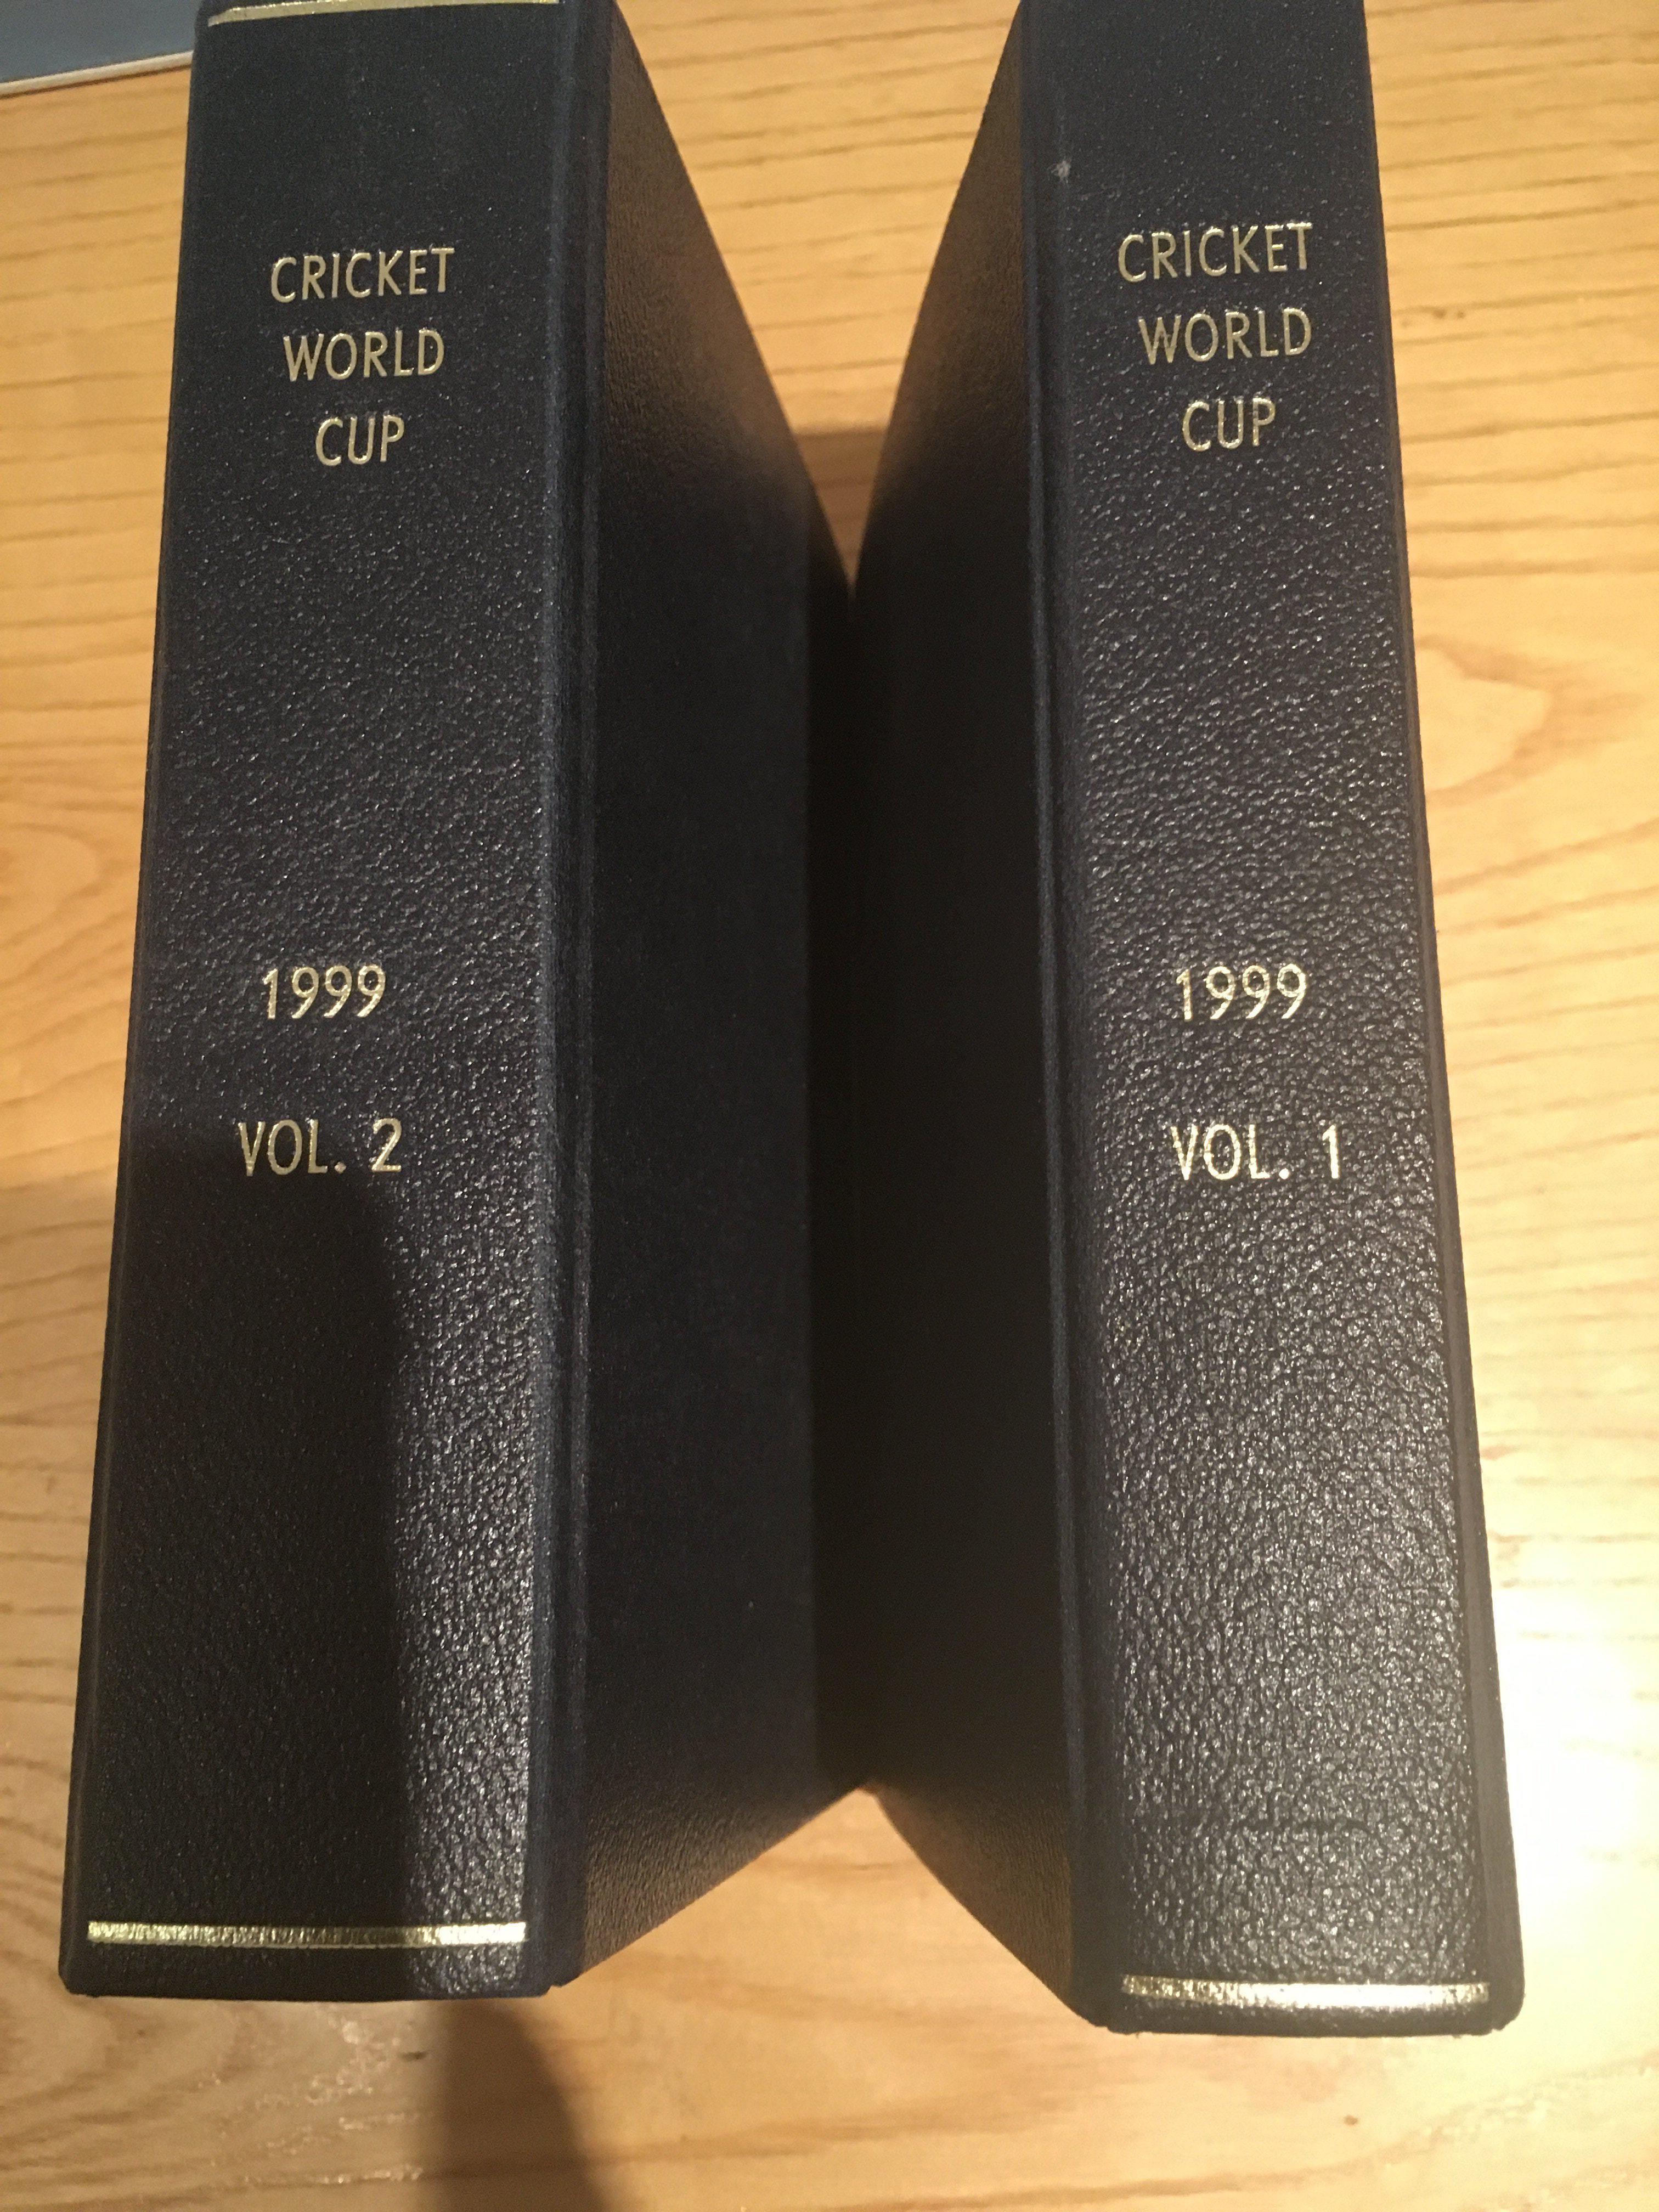 CRICKET
WORLD
CUP
1999
VOL. 2
CRICKET
WORLD
CUP
1999
VOL. 1